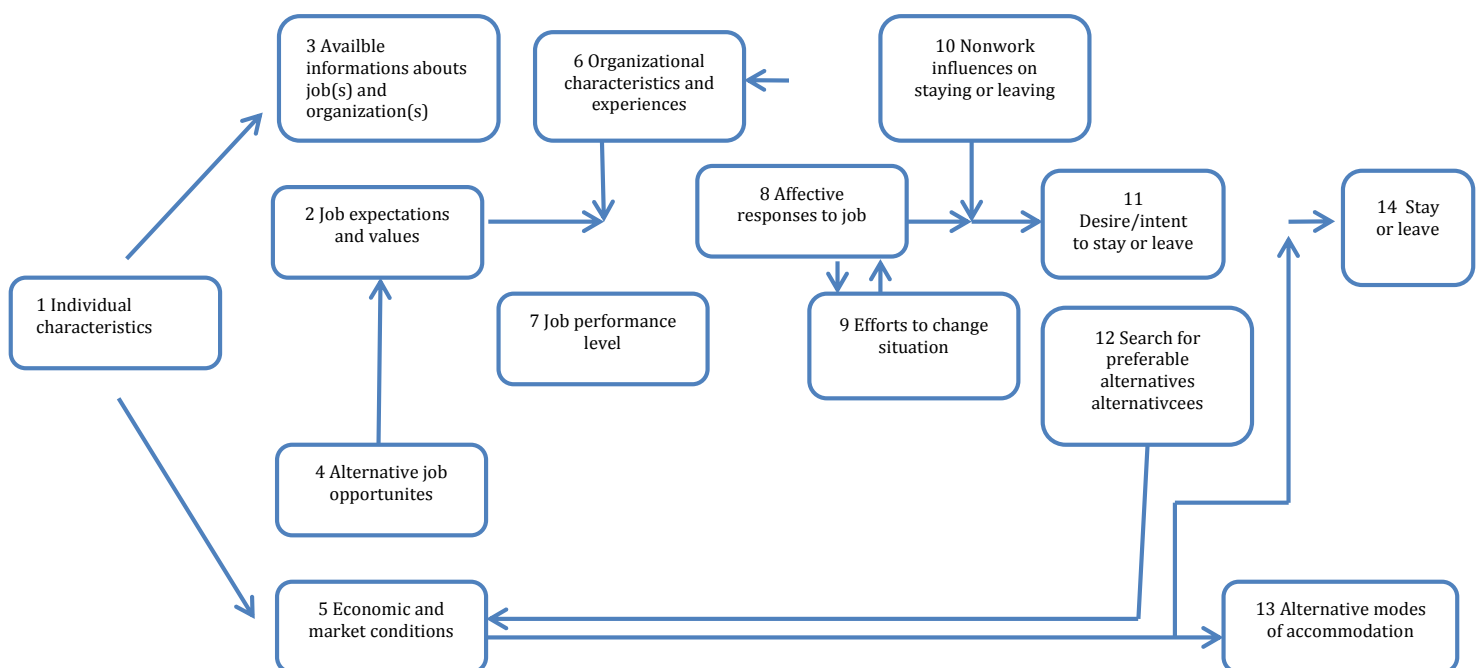 3 Availble
informations abouts
job(s) and
organization(s)
6 Organizational
characteristics and
experiences
10 Nonwork
influences on
staying or leaving
2 Job expectations
and values
8 Affective
responses to job
11
Desire/intent
to stay or leave
14 Stay
or leave
1 Individual
characteristics
7 Job performance
level
9 Efforts to change
situation
12 Search for
preferable
alternatives
alternativcees
4 Alternative job
opportunites
5 Economic and
market conditions
13 Alternative modes
of accommodation